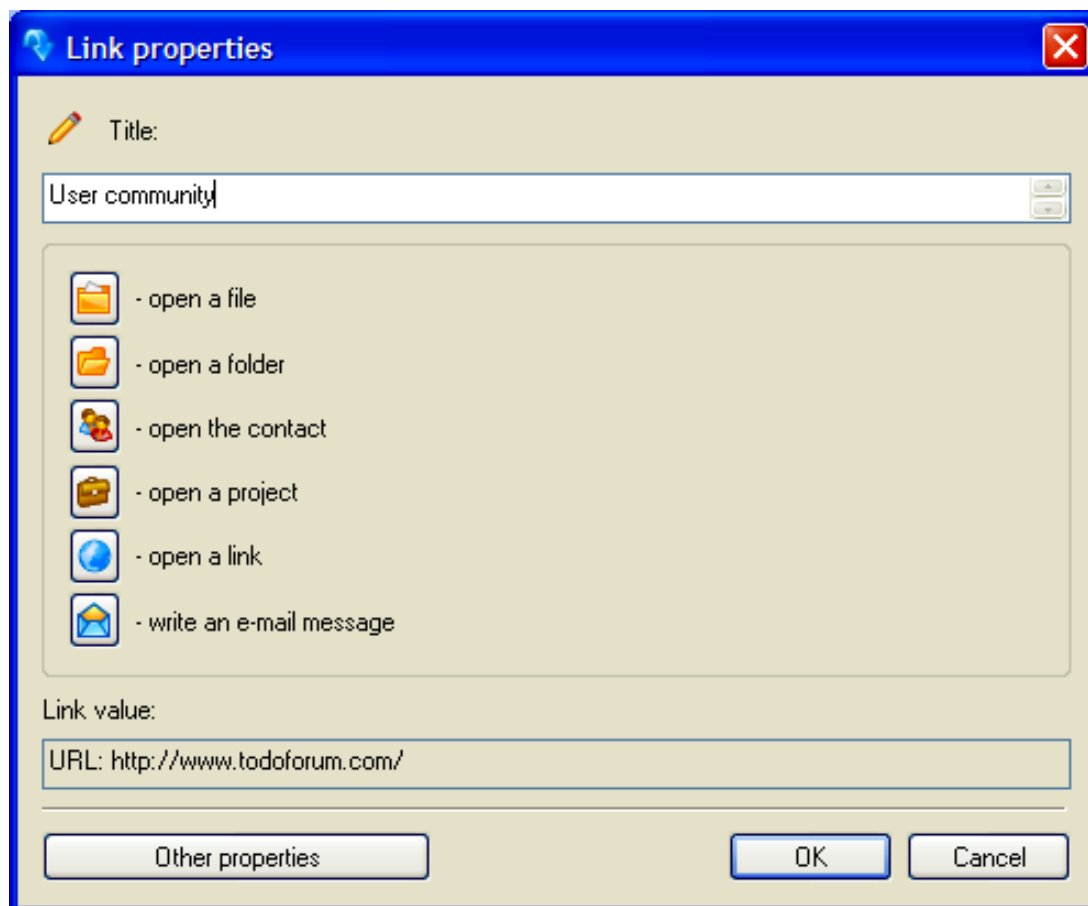 Link properties
Title:
User community
- open a file
- open a folder
- open the contact
- open a project
- open a link
- write an e-mail message
Link value:
URL: http://www.todoforum.com/
Other properties
OK
Cancel